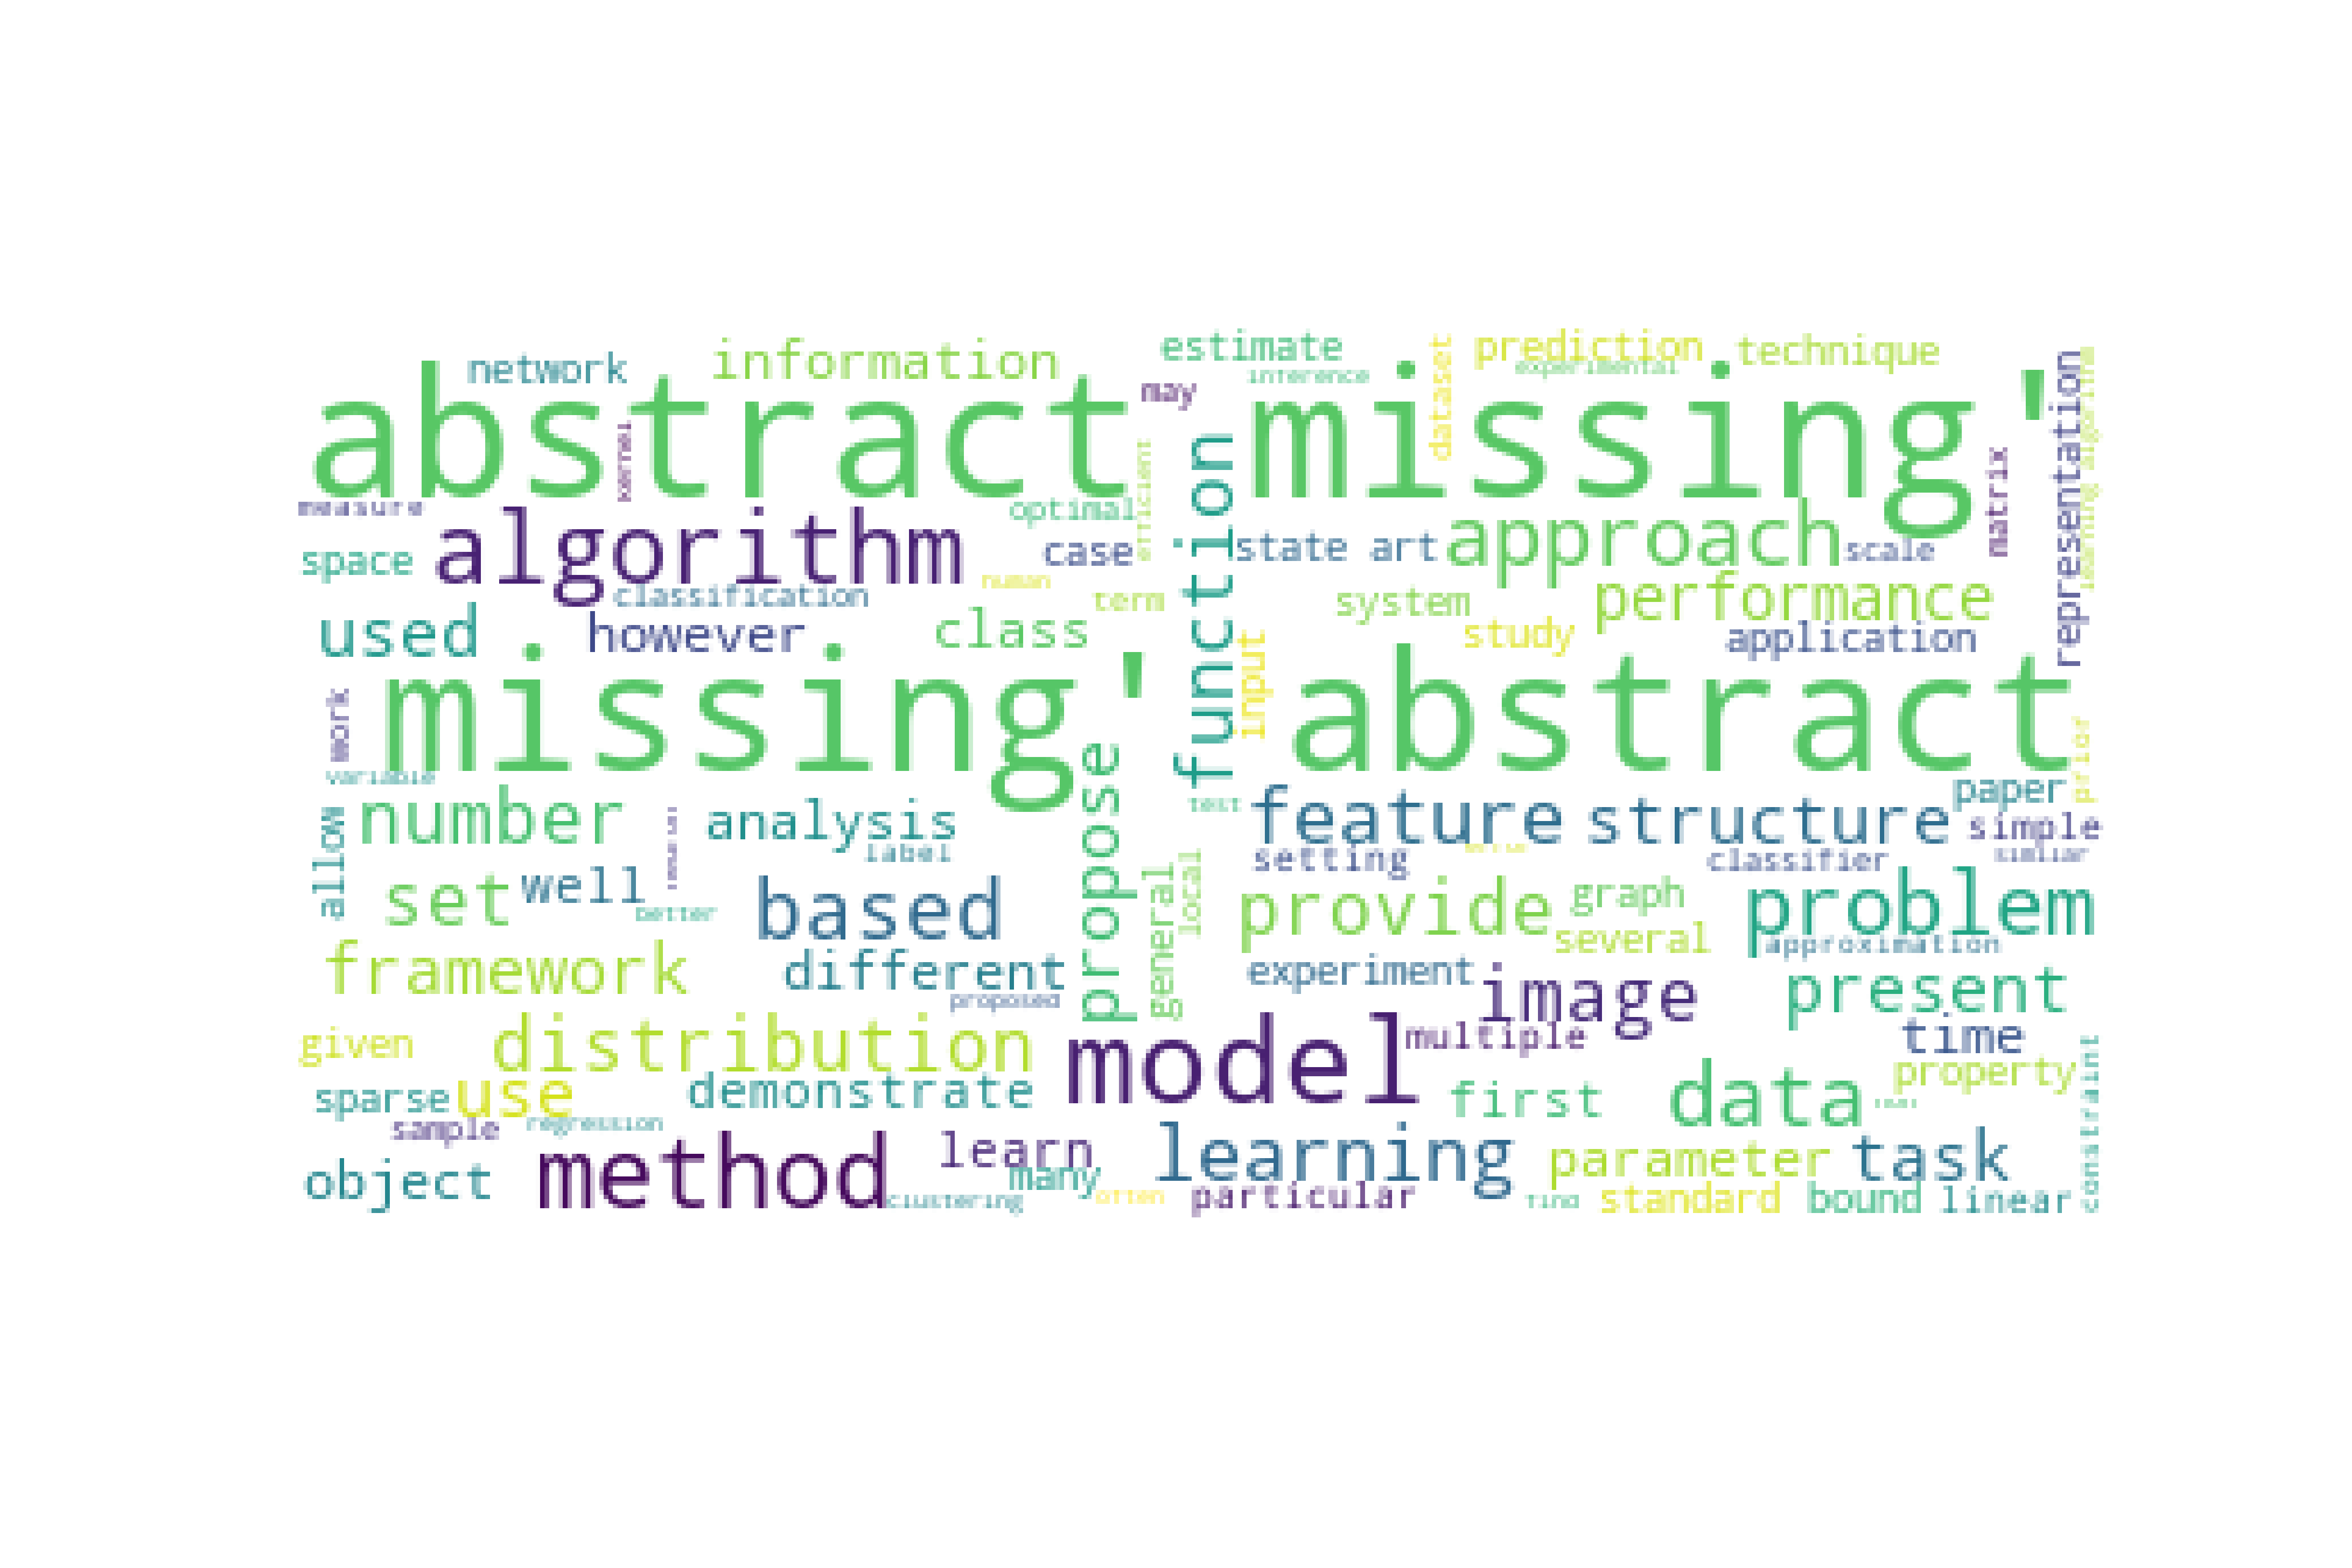 network
information
estimate
prediction
technique
inference
experimental
may
dataset
abstract missing'
kernel
efficient
function
matrix
representation
learning algorithm
measure
algorithm
optimal
approach
space
case
state art
scale
classification
human
term
system
performance
used
however
class
study
application
input
missing' abstract
work
variable
prior
propose
number
analysis
test
feature
structure
paper
simple
allow
label
setting
classifier
similar
set
well
better
based
general
local
provide
graph
several
problem
approximation
framework
different
proposed
experiment
image
present
given
distribution
model
multiple
time
property
constraint
sparse
use
demonstrate
first
data
sample
regression
method
learn
learning
parameter
task
object
many
clustering
often
particular
find
standard
bound
linear